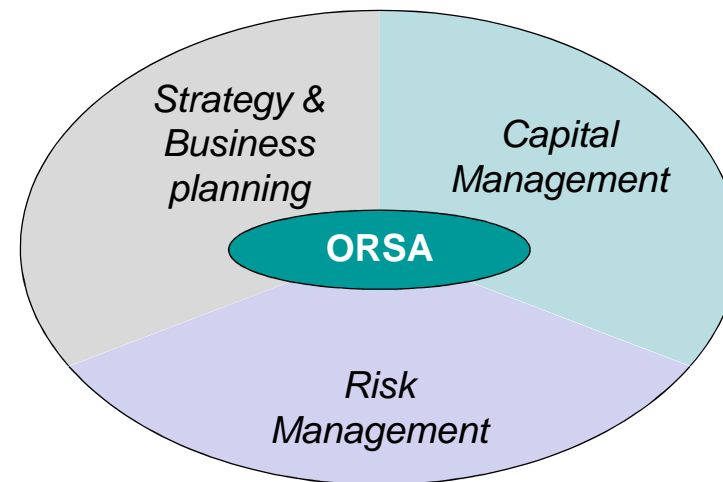 Strategy &
Business
planning
Capital
Management
ORSA
Risk
Management